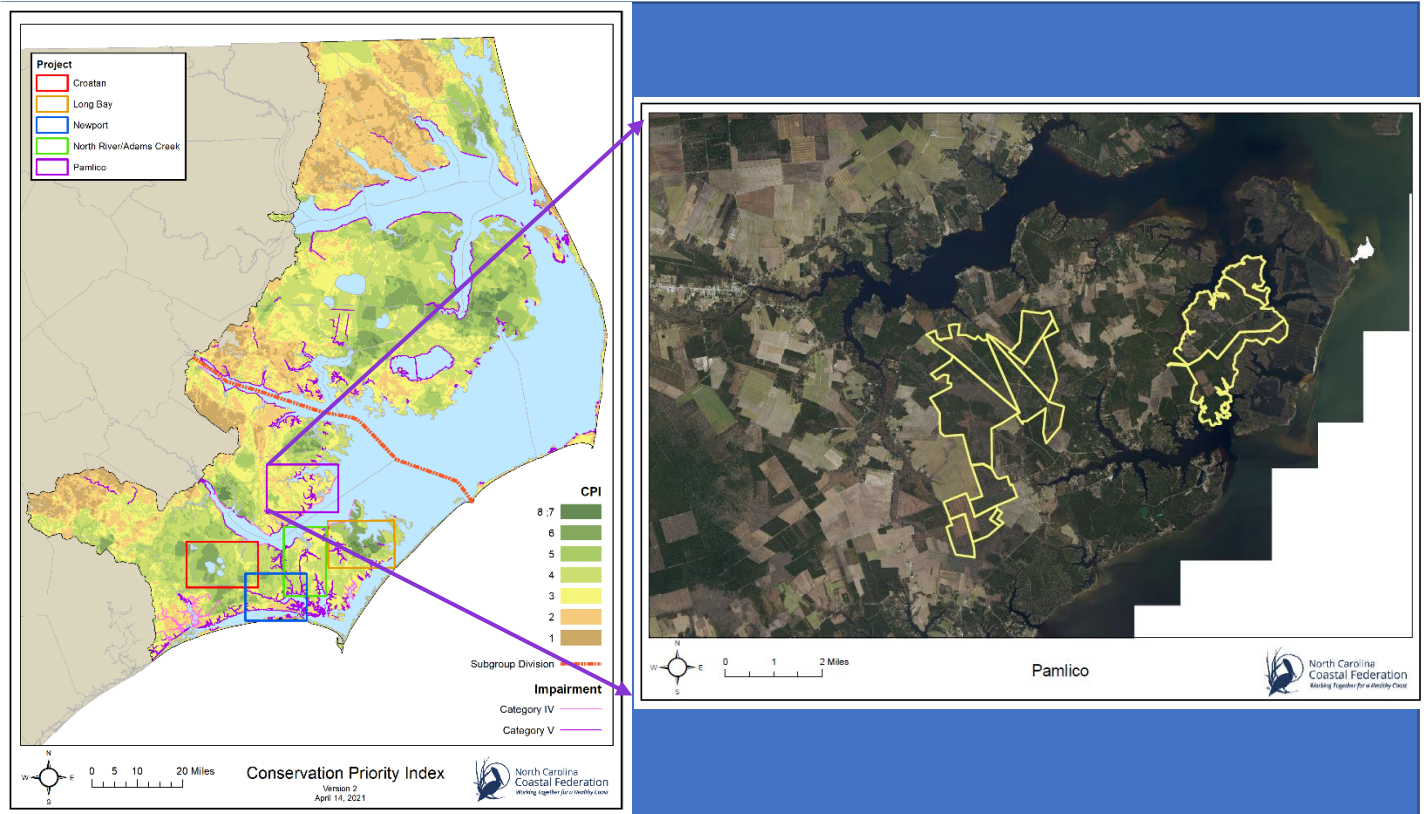 Project
Croatan
Long Bay
Newport
North River/Adams Creek
Pamlico
CPI
8 :7
6
5
4
3
2
1
Subgroup Division
Impairment
Category IV
Category V
N
W E
S
0 5 10 20 Miles
Conservation Priority Index
Version 2
April 14, 2021
North Carolina
Coastal Federation
Working Together for a Healthy Coast
N
W E
S
0 1 2 Miles
Pamlico
North Carolina
Coastal Federation
Working Together for a Healthy Coast